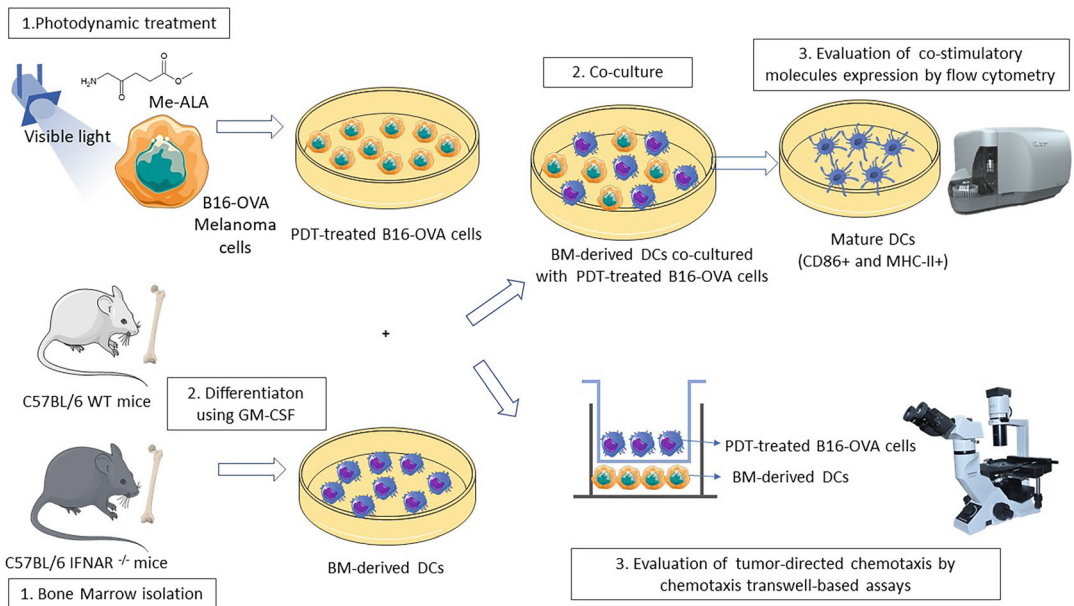 1.Photodynamic treatment
H₂N
O
O
O
Me-ALA
Visible light
B16-OVA
Melanoma
cells
PDT-treated B16-OVA cells
2. Co-culture
BM-derived DCs co-cultured
with PDT-treated B16-OVA cells
3. Evaluation of co-stimulatory
molecules expression by flow cytometry
Mature DCs
(CD86+ and MHC-II+)
+
C57BL/6 WT mice
2. Differentiaton
using GM-CSF
C57BL/6 IFNAR -/- mice
1. Bone Marrow isolation
BM-derived DCs
PDT-treated B16-OVA cells
BM-derived DCs
3. Evaluation of tumor-directed chemotaxis by
chemotaxis transwell-based assays